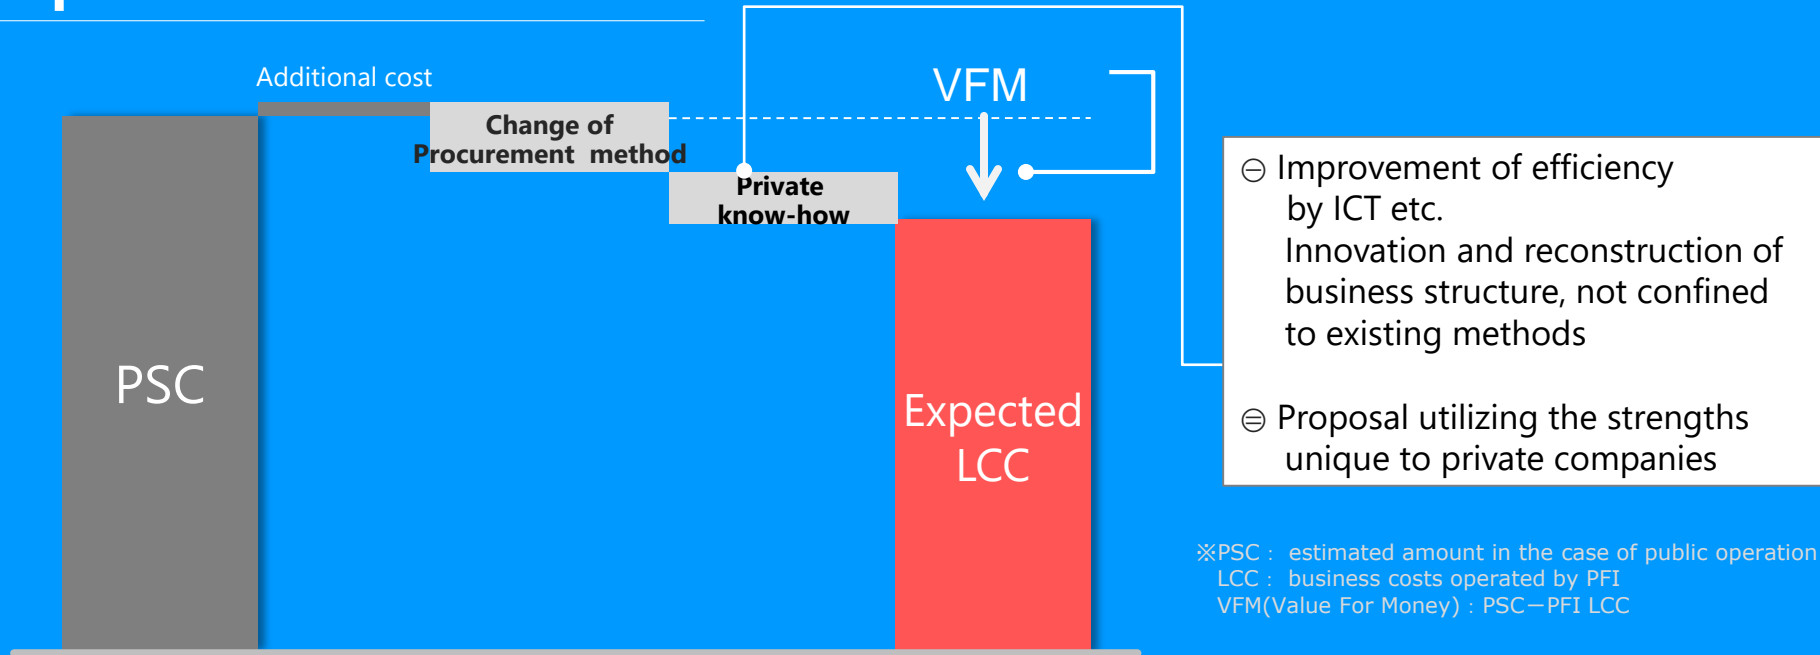 Additional cost
VFM
Change of
Procurement method
Private
know-how
PSC
Expected
LCC
⊖ Improvement of efficiency
by ICT etc.
Innovation and reconstruction of
business structure, not confined
to existing methods
⊜ Proposal utilizing the strengths
unique to private companies
※PSC： estimated amount in the case of public operation
LCC： business costs operated by PFI
VFM(Value For Money)：PSC－PFI LCC